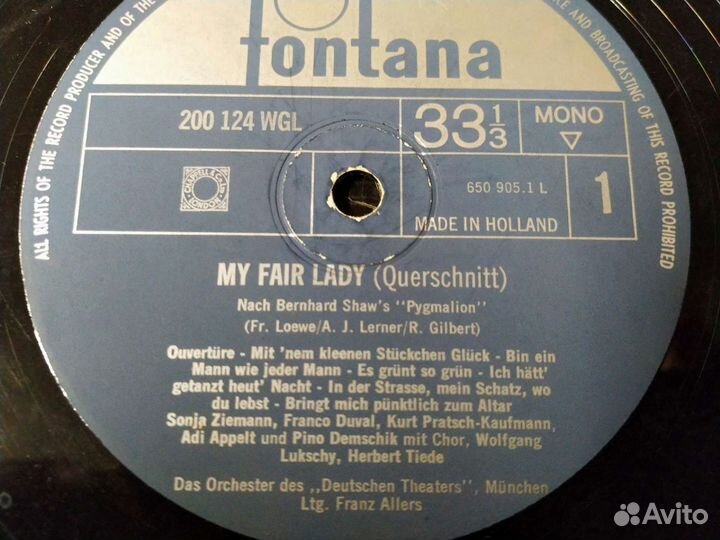 ALL RIGHTS OF THE RECORD PRODUCER AND OF
RE AND BROADCASTING OF THIS RECORD PROHIBITED
fontana
200 124 WGL
33 1/3
MONO
CHAPPELL & Co. Ltd.
LONDON
650 905.1 L
1
MADE IN HOLLAND
MY FAIR LADY (Querschnitt)
Nach Bernhard Shaw's "Pygmalion"
(Fr. Loewe/A. J. Lerner/R. Gilbert)
Ouvertüre - Mit 'nem kleenen Stückchen Glück - Bin ein
Mann wie jeder Mann - Es grünt so grün - Ich hätt'
getanzt heut' Nacht - In der Strasse, mein Schatz, wo
du lebst - Bringt mich pünktlich zum Altar
Sonja Ziemann, Franco Duval, Kurt Pratsch-Kaufmann,
Adi Appelt und Pino Demschik mit Chor, Wolfgang
Lukschy, Herbert Tiede
Das Orchester des ,,Deutschen Theaters", München
Ltg. Franz Allers
Avito